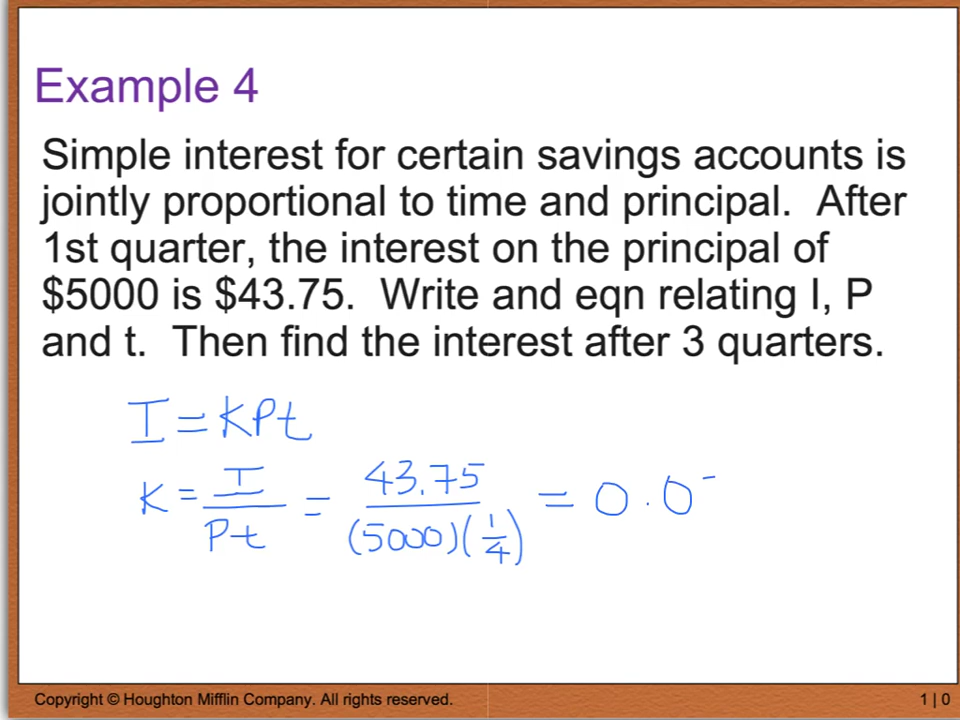 Example 4
Simple interest for certain savings accounts is
jointly proportional to time and principal. After
1st quarter, the interest on the principal of
$5000 is $43.75. Write and eqn relating I, P
and t. Then find the interest after 3 quarters.
I = KPt
K = I/Pt = 43.75/(5000)(1/4) = 0.0
Copyright © Houghton Mifflin Company. All rights reserved.
1 | 0